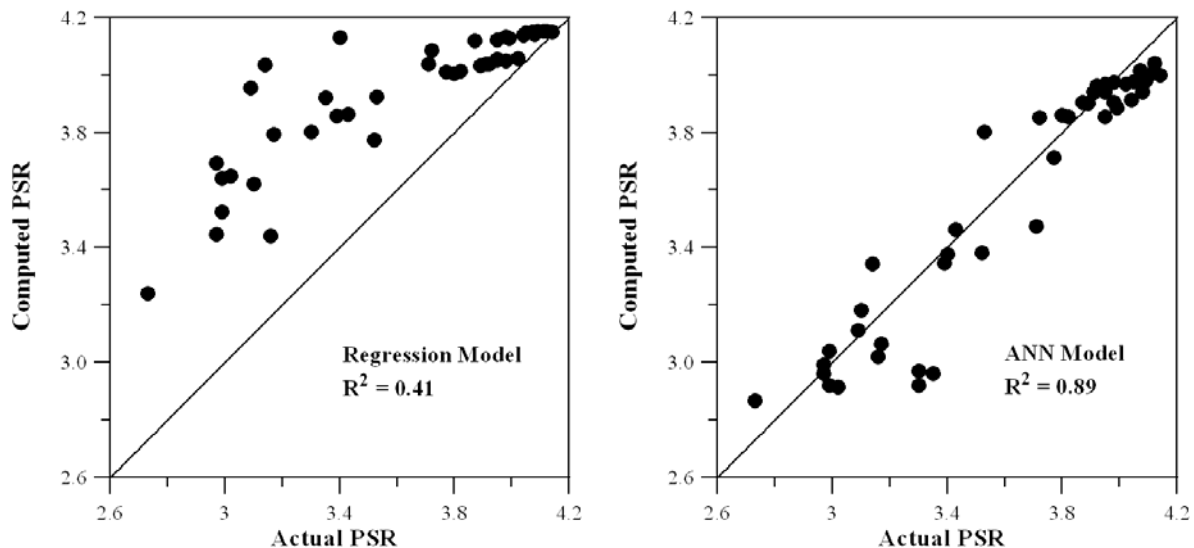 4.2
3.8
3.4
3.0
2.6
2.6
3
3.4
3.8
4.2
Computed PSR
Actual PSR
Regression Model
R² = 0.41
4.2
3.8
3.4
3.0
2.6
2.6
3
3.4
3.8
4.2
Computed PSR
Actual PSR
ANN Model
R² = 0.89